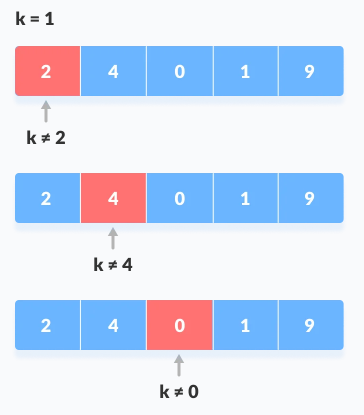 k = 1
2 4 0 1 9
k ≠ 2
2 4 0 1 9
k ≠ 4
2 4 0 1 9
k ≠ 0